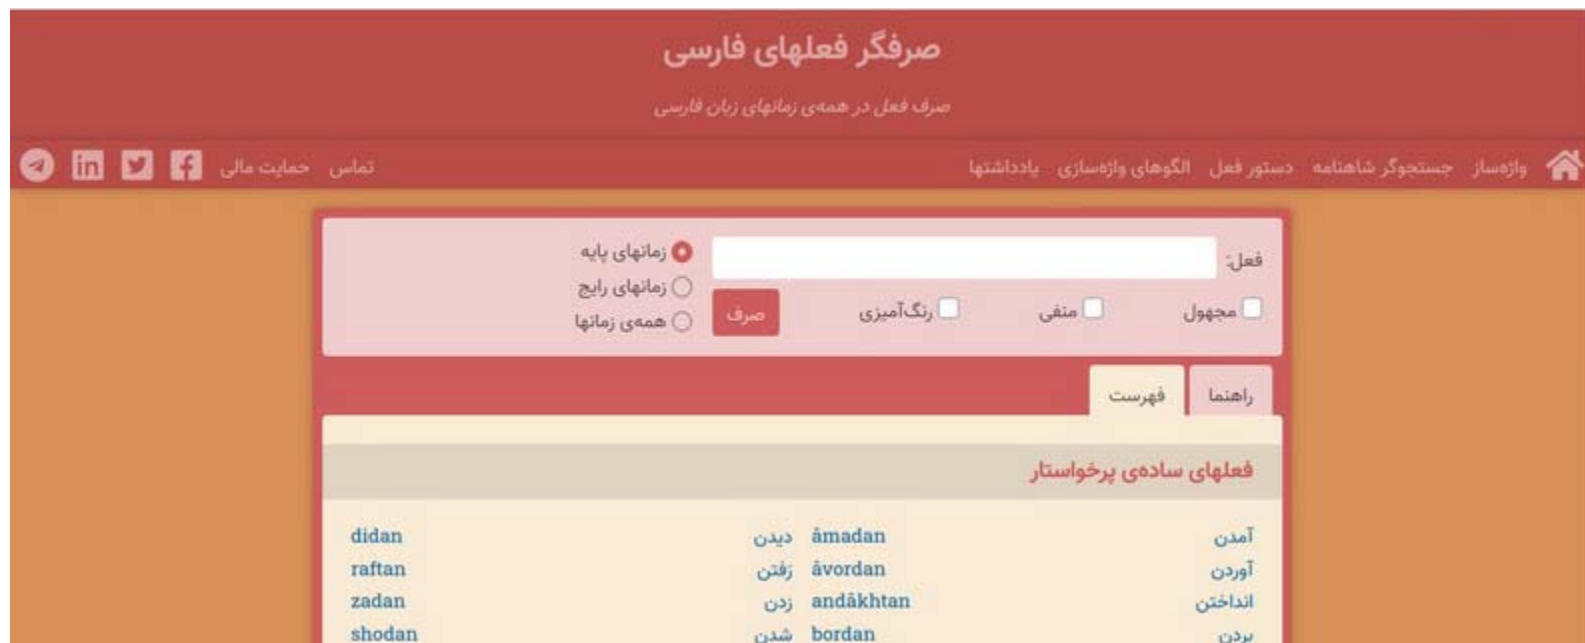 صرفگر فعلهای فارسی
صرف فعل در همه‌ی زمانهای زبان فارسی
واژه‌ساز جستجوگر شاهنامه دستور فعل الگوهای واژه‌سازی یادداشتها تماس حمایت مالی
فعل:
مجهول منفی رنگ‌آمیزی صرف
زمانهای پایه
زمانهای رایج
همه‌ی زمانها
راهنما فهرست
فعلهای ساده‌ی پرخواستار
آمدن âmadan دیدن didan
آوردن âvordan رَفتن raftan
انداختن andâkhtan زدن zadan
بردن bordan شدن shodan